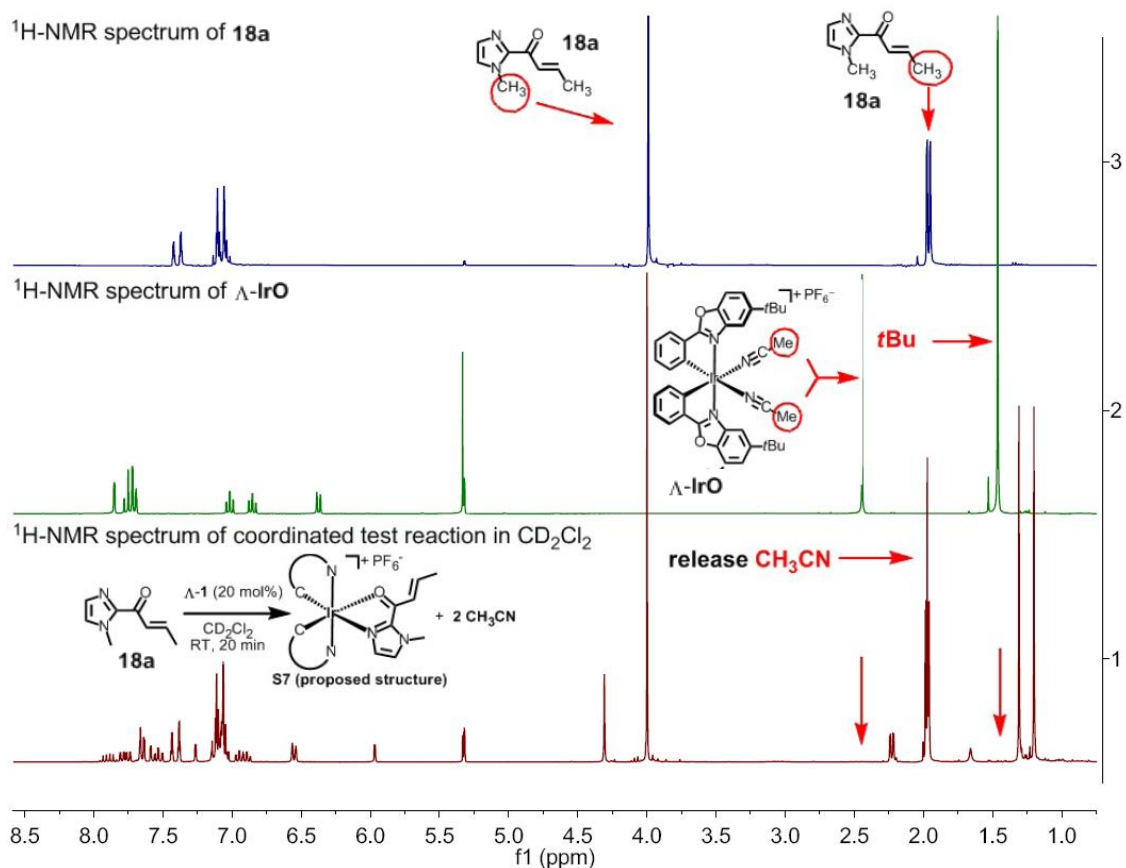 ¹H-NMR spectrum of 18a
N
N
CH₃
O
CH₃
18a
N
N
CH₃
O
CH₃
18a
3
¹H-NMR spectrum of Λ-IrO
+ PF₆⁻
tBu
O
N
N≡C
Me
Ir
N≡C
Me
N
O
tBu
Λ-IrO
tBu
2
¹H-NMR spectrum of coordinated test reaction in CD₂Cl₂
release CH₃CN
N
N
O
18a
Λ-1 (20 mol%)
CD₂Cl₂
RT, 20 min
+ PF₆⁻
N
C
Ir
C
N
O
N
N
+ 2 CH₃CN
S7 (proposed structure)
1
8.5 8.0 7.5 7.0 6.5 6.0 5.5 5.0 4.5 4.0 3.5 3.0 2.5 2.0 1.5 1.0
f1 (ppm)